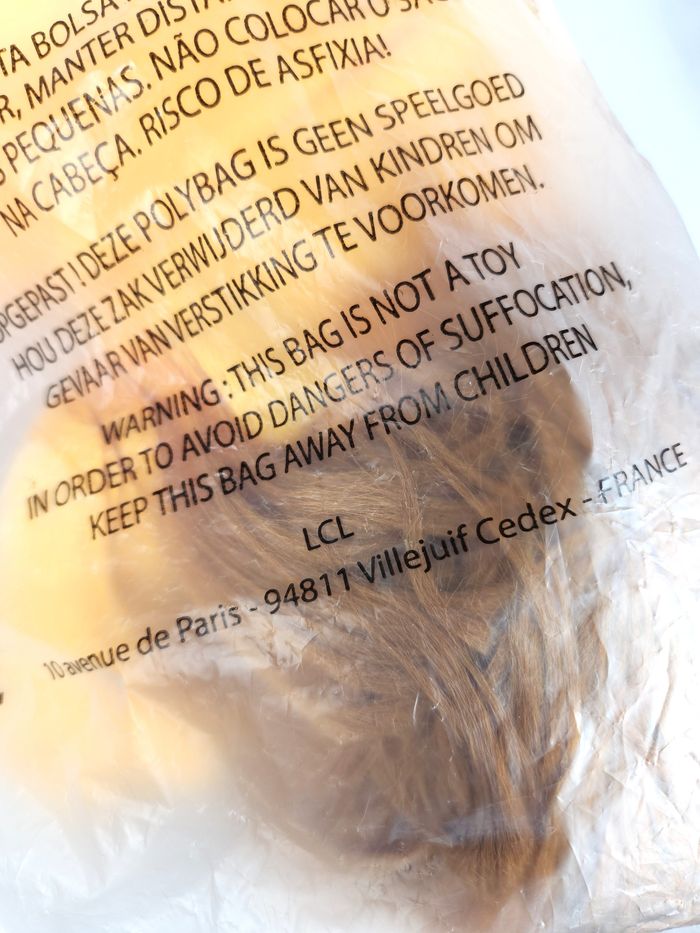 TA BOLSA
R, MANTER DISTA
S PEQUENAS. NÃO COLOCAR O SAC
NA CABEÇA. RISCO DE ASFIXIA!
OPGEPAST ! DEZE POLYBAG IS GEEN SPEELGOED
HOU DEZE ZAK VERWIJDERD VAN KINDREN OM
GEVAAR VAN VERSTIKKING TE VOORKOMEN.
WARNING : THIS BAG IS NOT A TOY
IN ORDER TO AVOID DANGERS OF SUFFOCATION,
KEEP THIS BAG AWAY FROM CHILDREN
LCL
10 avenue de Paris - 94811 Villejuif Cedex - FRANCE